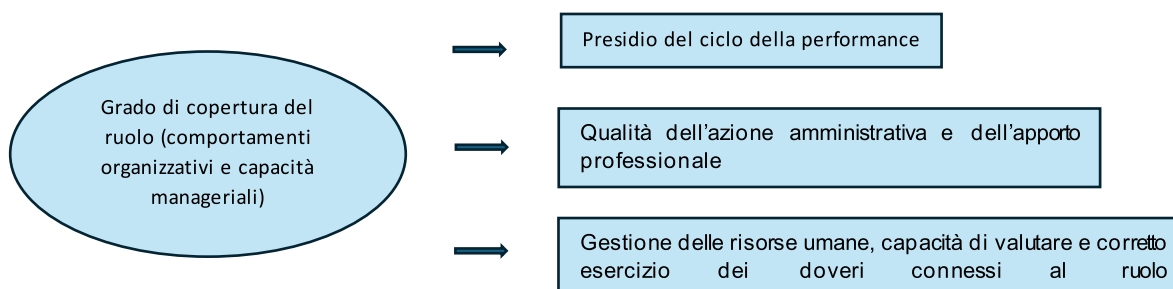 Grado di copertura del
ruolo (comportamenti
organizzativi e capacità
manageriali)
Presidio del ciclo della performance
Qualità dell'azione amministrativa e dell'apporto
professionale
Gestione delle risorse umane, capacità di valutare e corretto
esercizio dei doveri connessi al ruolo